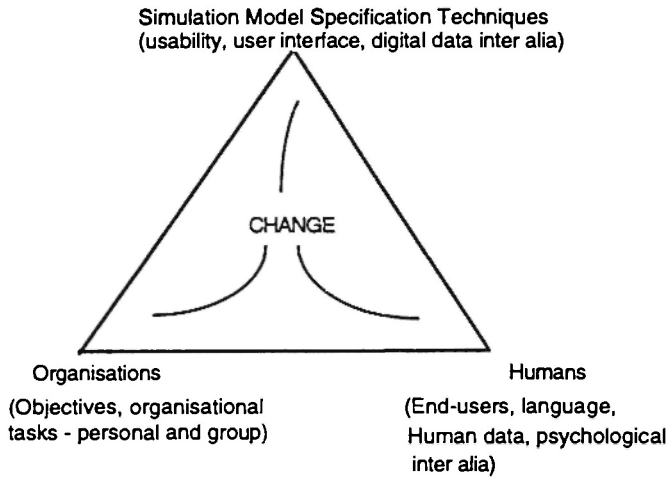 Simulation Model Specification Techniques
(usability, user interface, digital data inter alia)
CHANGE
Organisations
(Objectives, organisational
tasks - personal and group)
Humans
(End-users, language,
Human data, psychological
inter alia)